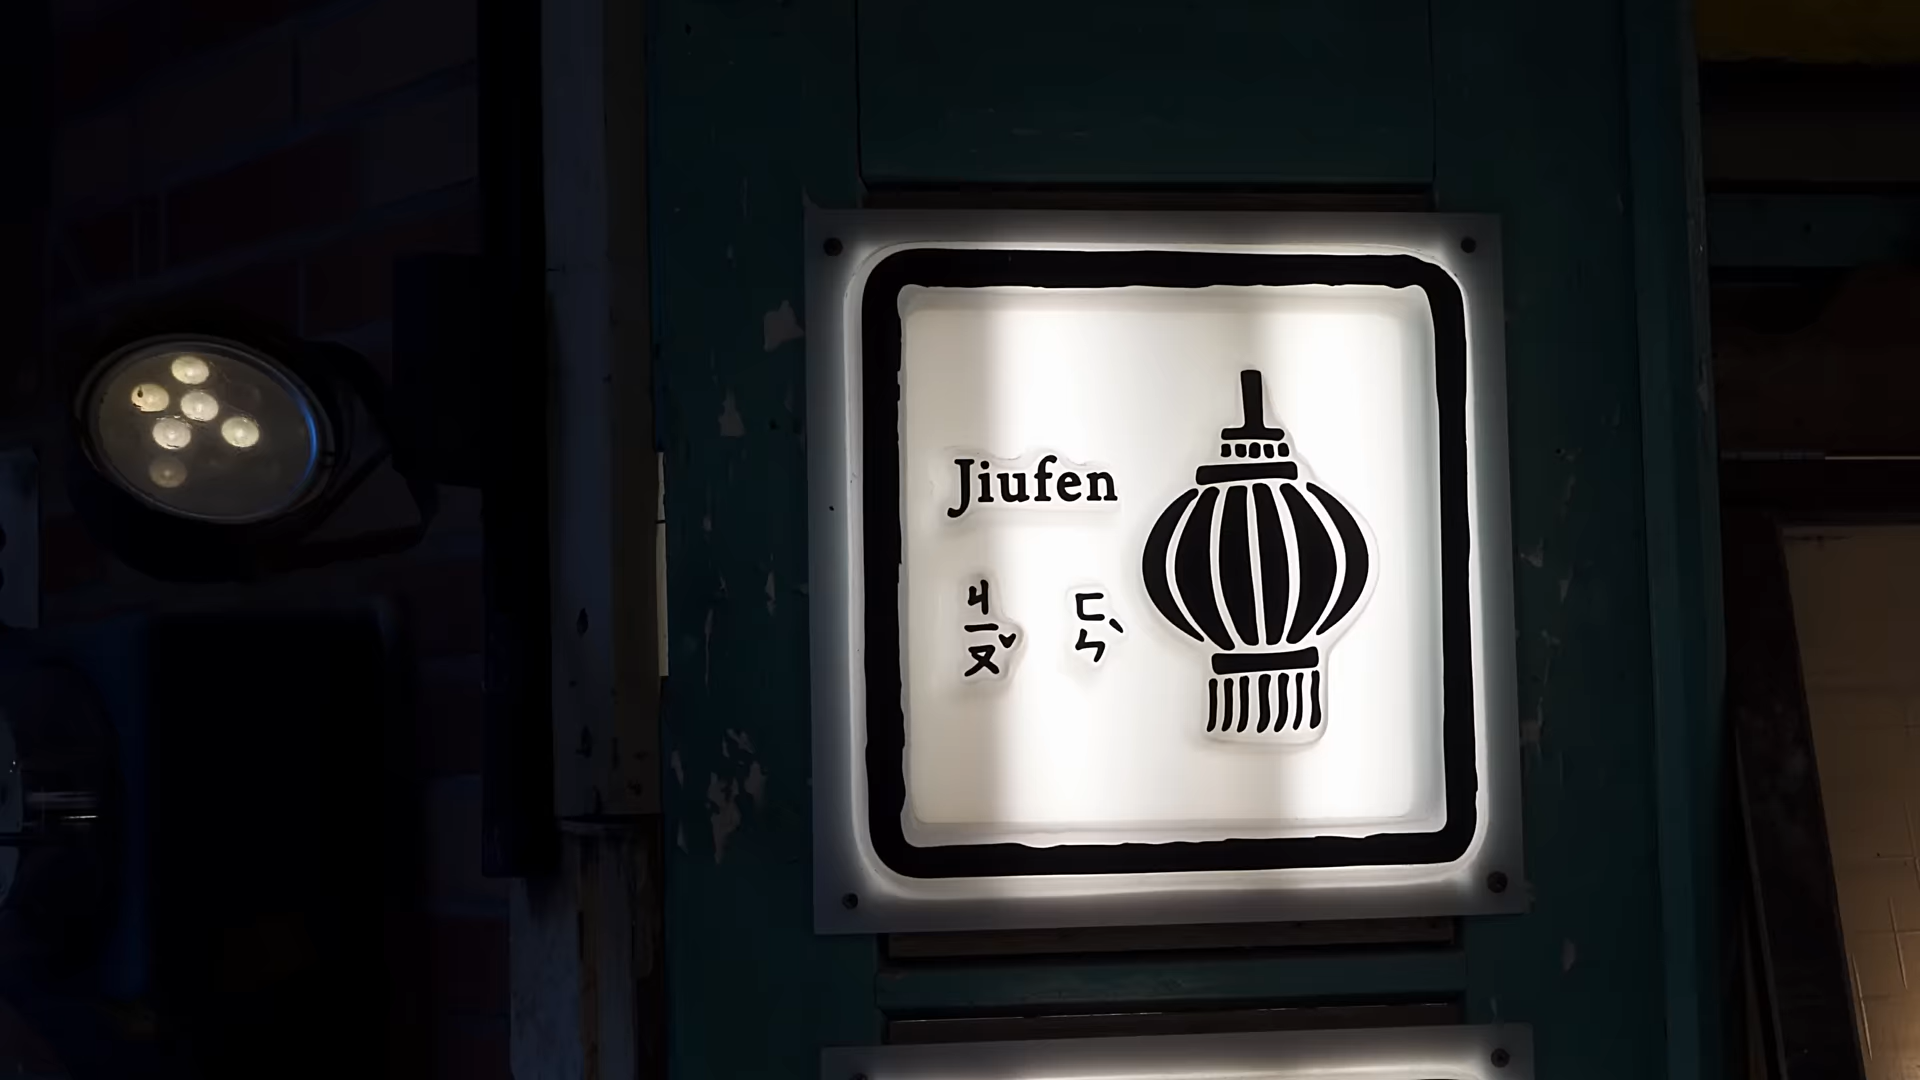 Jiufen
ㄐㄧㄡˇ ㄈㄣˋ